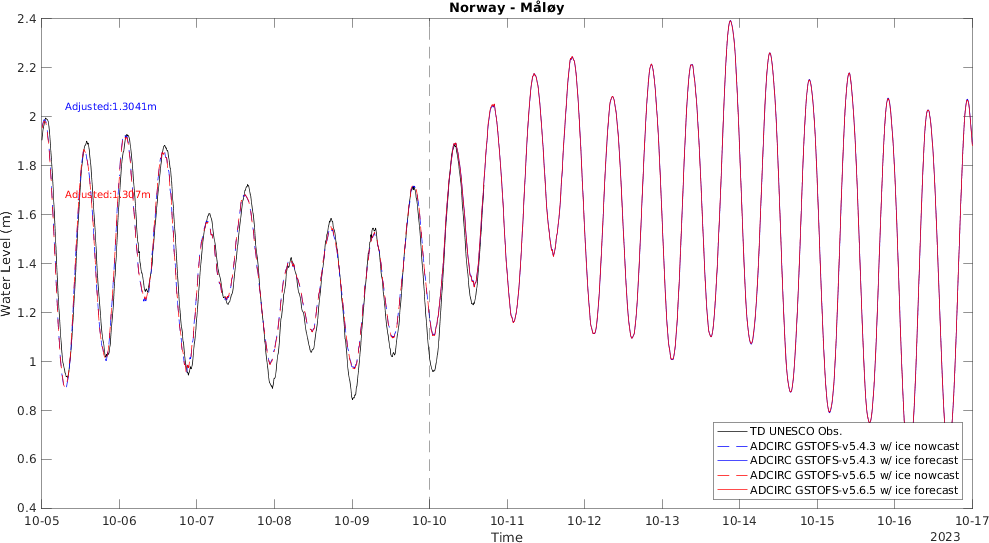 Norway - Måløy
2.4
2.2
2
1.8
1.6
1.4
1.2
1
0.8
0.6
0.4
Water Level (m)
Adjusted:1.3041m
Adjusted:1.307m
TD UNESCO Obs.
ADCIRC GSTOFS-v5.4.3 w/ ice nowcast
ADCIRC GSTOFS-v5.4.3 w/ ice forecast
ADCIRC GSTOFS-v5.6.5 w/ ice nowcast
ADCIRC GSTOFS-v5.6.5 w/ ice forecast
10-05 10-06 10-07 10-08 10-09 10-10 10-11 10-12 10-13 10-14 10-15 10-16 10-17
Time
2023